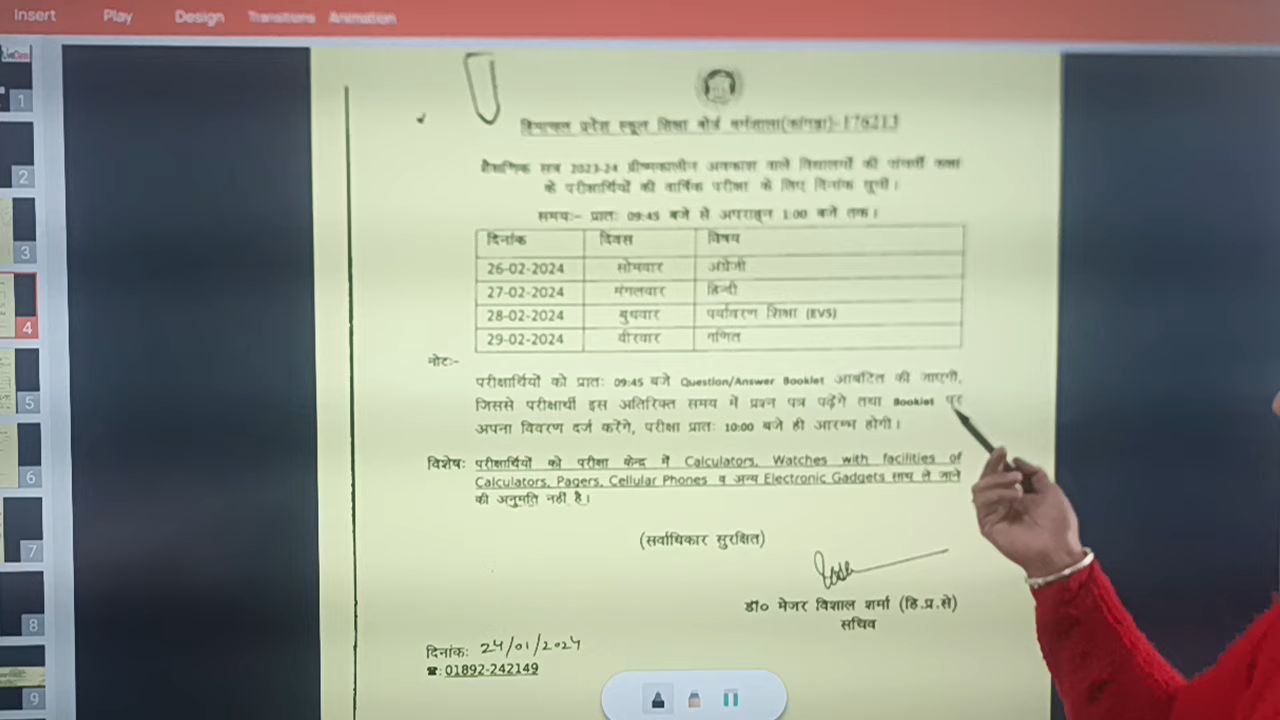 Insert Play Design Transitions Animation
हिमाचल प्रदेश स्कूल शिक्षा बोर्ड धर्मशाला(कांगड़ा)-176213
शैक्षणिक सत्र 2023-24 ग्रीष्मकालीन अवकाश वाले विद्यालयों की पांचवीं कक्षा
के परीक्षार्थियों की वार्षिक परीक्षा के लिए दिनांक सूची।
समयः- प्रातः 09:45 बजे से अपराह्न 1:00 बजे तक।
दिनांक दिवस विषय
26-02-2024 सोमवार अंग्रेजी
27-02-2024 मंगलवार हिन्दी
28-02-2024 बुधवार पर्यावरण शिक्षा (EVS)
29-02-2024 वीरवार गणित
नोटः-
परीक्षार्थियों को प्रातः 09:45 बजे Question/Answer Booklet आबंटित की जाएगी,
जिससे परीक्षार्थी इस अतिरिक्त समय में प्रश्न पत्र पढ़ेंगे तथा Booklet पर
अपना विवरण दर्ज करेंगे, परीक्षा प्रातः 10:00 बजे ही आरम्भ होगी।
विशेषः परीक्षार्थियों को परीक्षा केन्द्र में Calculators, Watches with facilities of
Calculators, Pagers, Cellular Phones व अन्य Electronic Gadgets साथ ले जाने
की अनुमति नहीं है।
(सर्वाधिकार सुरक्षित)
डॉ० मेजर विशाल शर्मा (हि.प्र.से)
सचिव
दिनांकः 24/01/2024
☎: 01892-242149
1
2
3
4
5
6
7
8
9